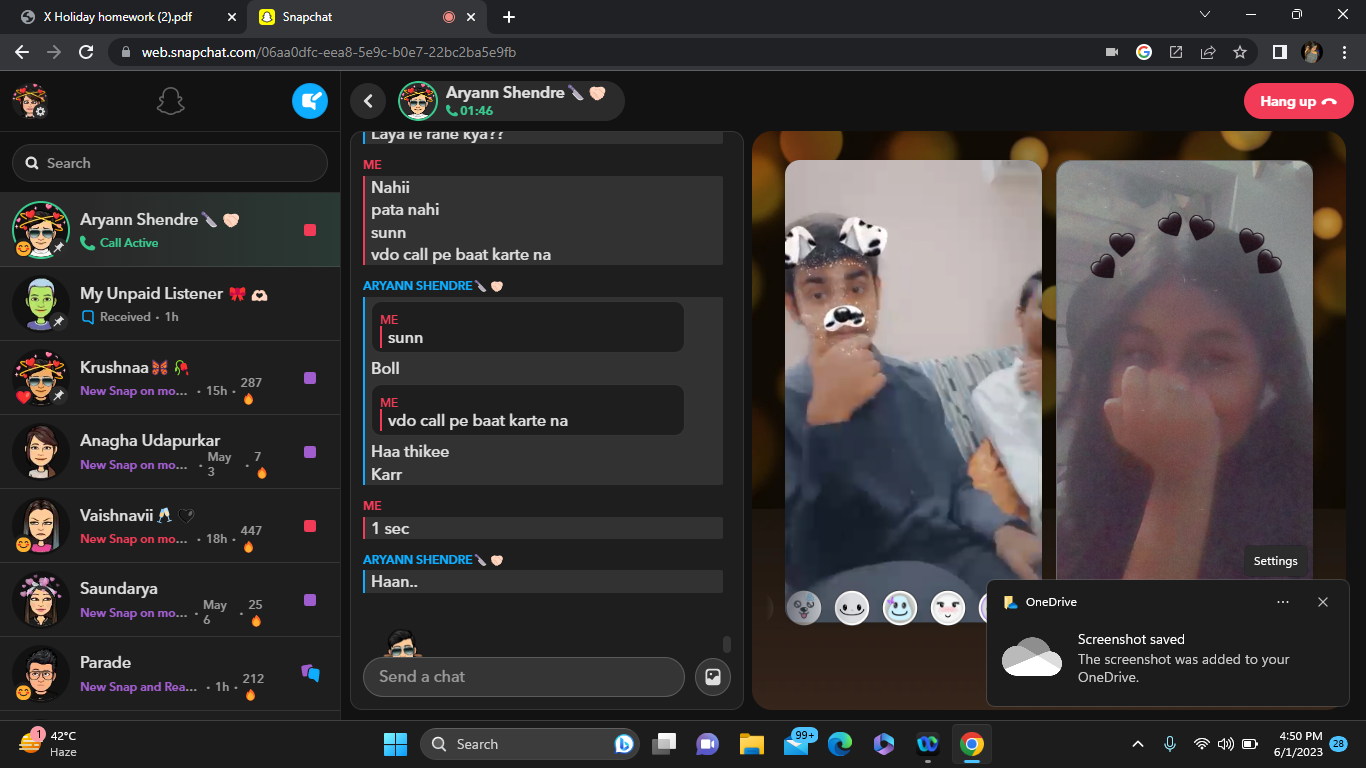 X Holiday homework (2).pdf
Snapchat
web.snapchat.com/06aa0dfc-eea8-5e9c-b0e7-22bc2ba5e9fb
Search
Aryann Shendre🔪 🫶🏻
Call Active
My Unpaid Listener 🎀 🫶🏻
Received · 1h
Krushnaa🦋 🥀
New Snap on mo... · 15h · 287🔥
Anagha Udapurkar
New Snap on mo... · May 3 · 7🔥
Vaishnavii🥂 🖤
New Snap on mo... · 18h · 447🔥
Saundarya
New Snap on mo... · May 6 · 25🔥
Parade
New Snap and Rea... · 1h · 212🔥
Aryann Shendre🔪 🫶🏻
01:46
Hang up
Laya le rahe kya??
ME
Nahii
pata nahi
sunn
vdo call pe baat karte na
ARYANN SHENDRE🔪 🫶🏻
ME
sunn
Boll
ME
vdo call pe baat karte na
Haa thikee
Karr
ME
1 sec
ARYANN SHENDRE🔪 🫶🏻
Haan..
Send a chat
Settings
OneDrive
Screenshot saved
The screenshot was added to your
OneDrive.
1
42°C
Haze
Search
99+
4:50 PM
6/1/2023
28